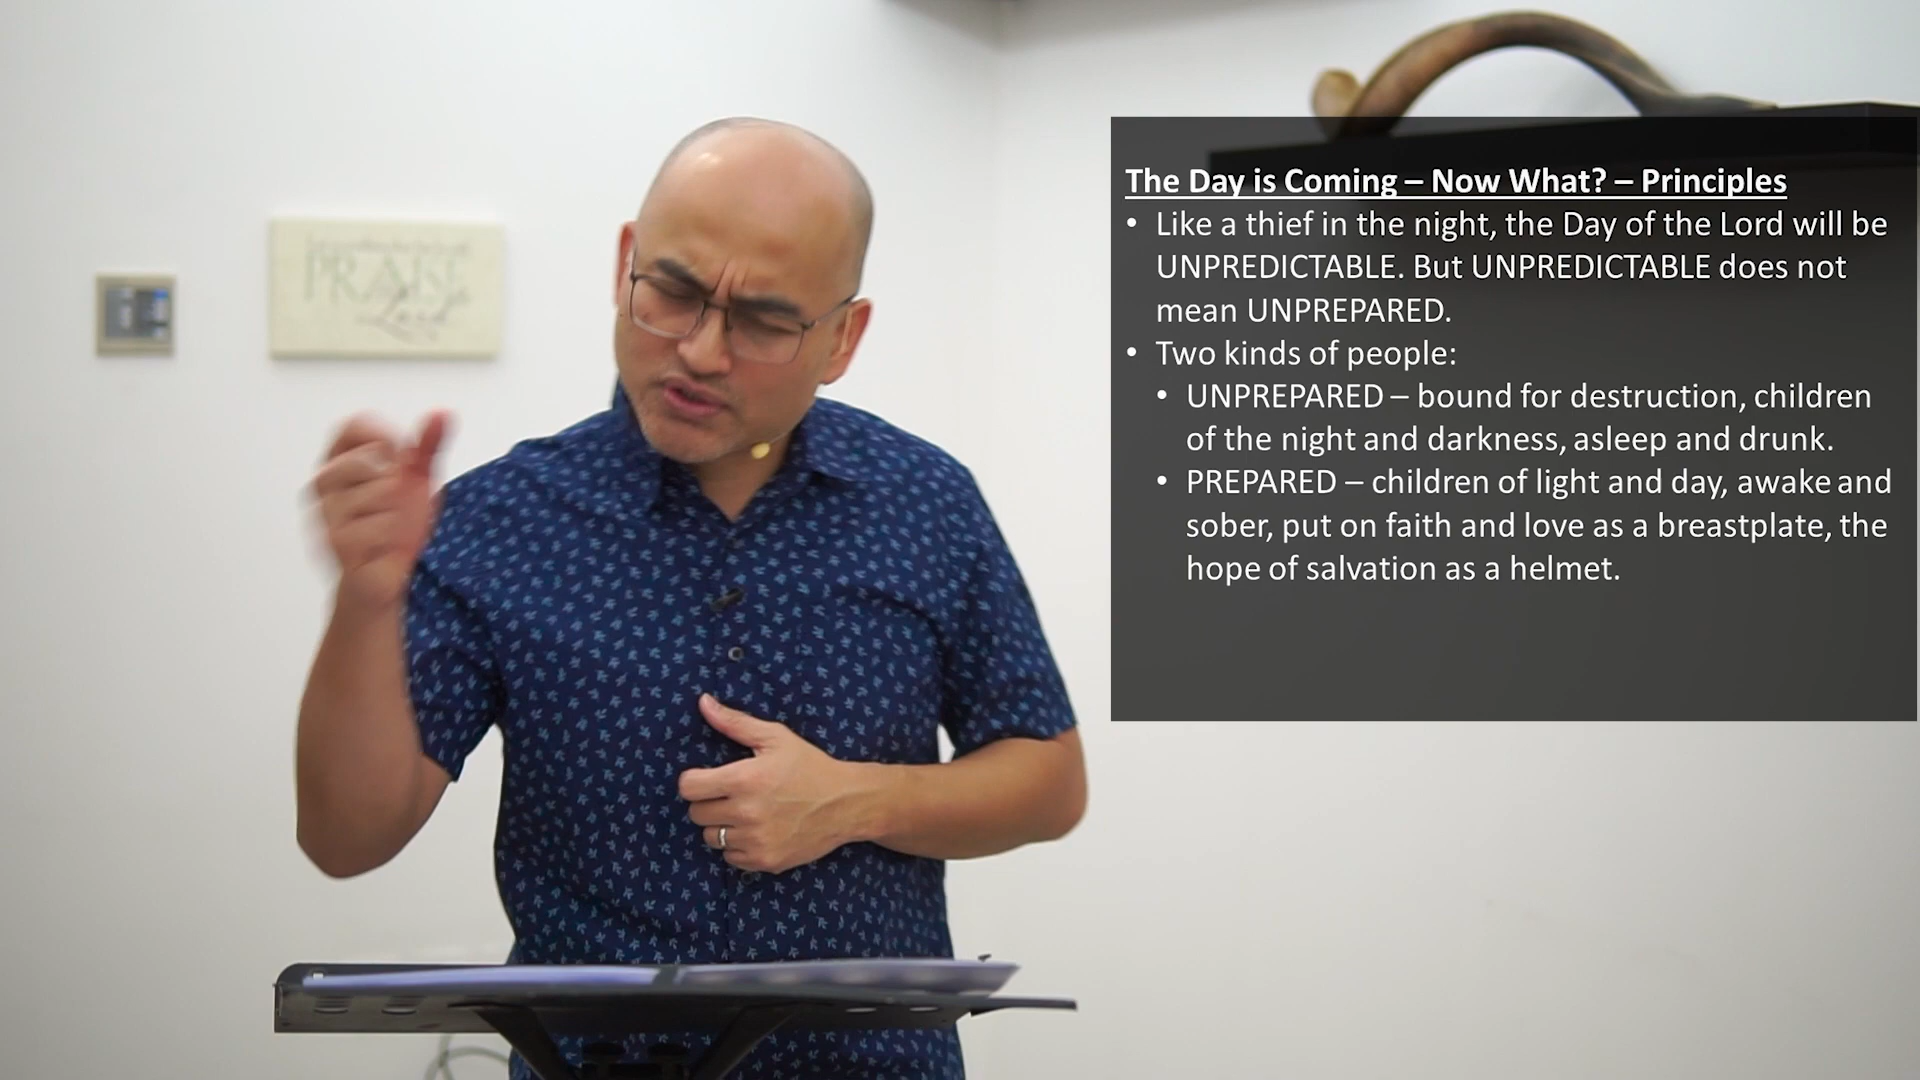 PRAISE
Lord
The Day is Coming – Now What? – Principles
• Like a thief in the night, the Day of the Lord will be
UNPREDICTABLE. But UNPREDICTABLE does not
mean UNPREPARED.
• Two kinds of people:
• UNPREPARED – bound for destruction, children
of the night and darkness, asleep and drunk.
• PREPARED – children of light and day, awake and
sober, put on faith and love as a breastplate, the
hope of salvation as a helmet.